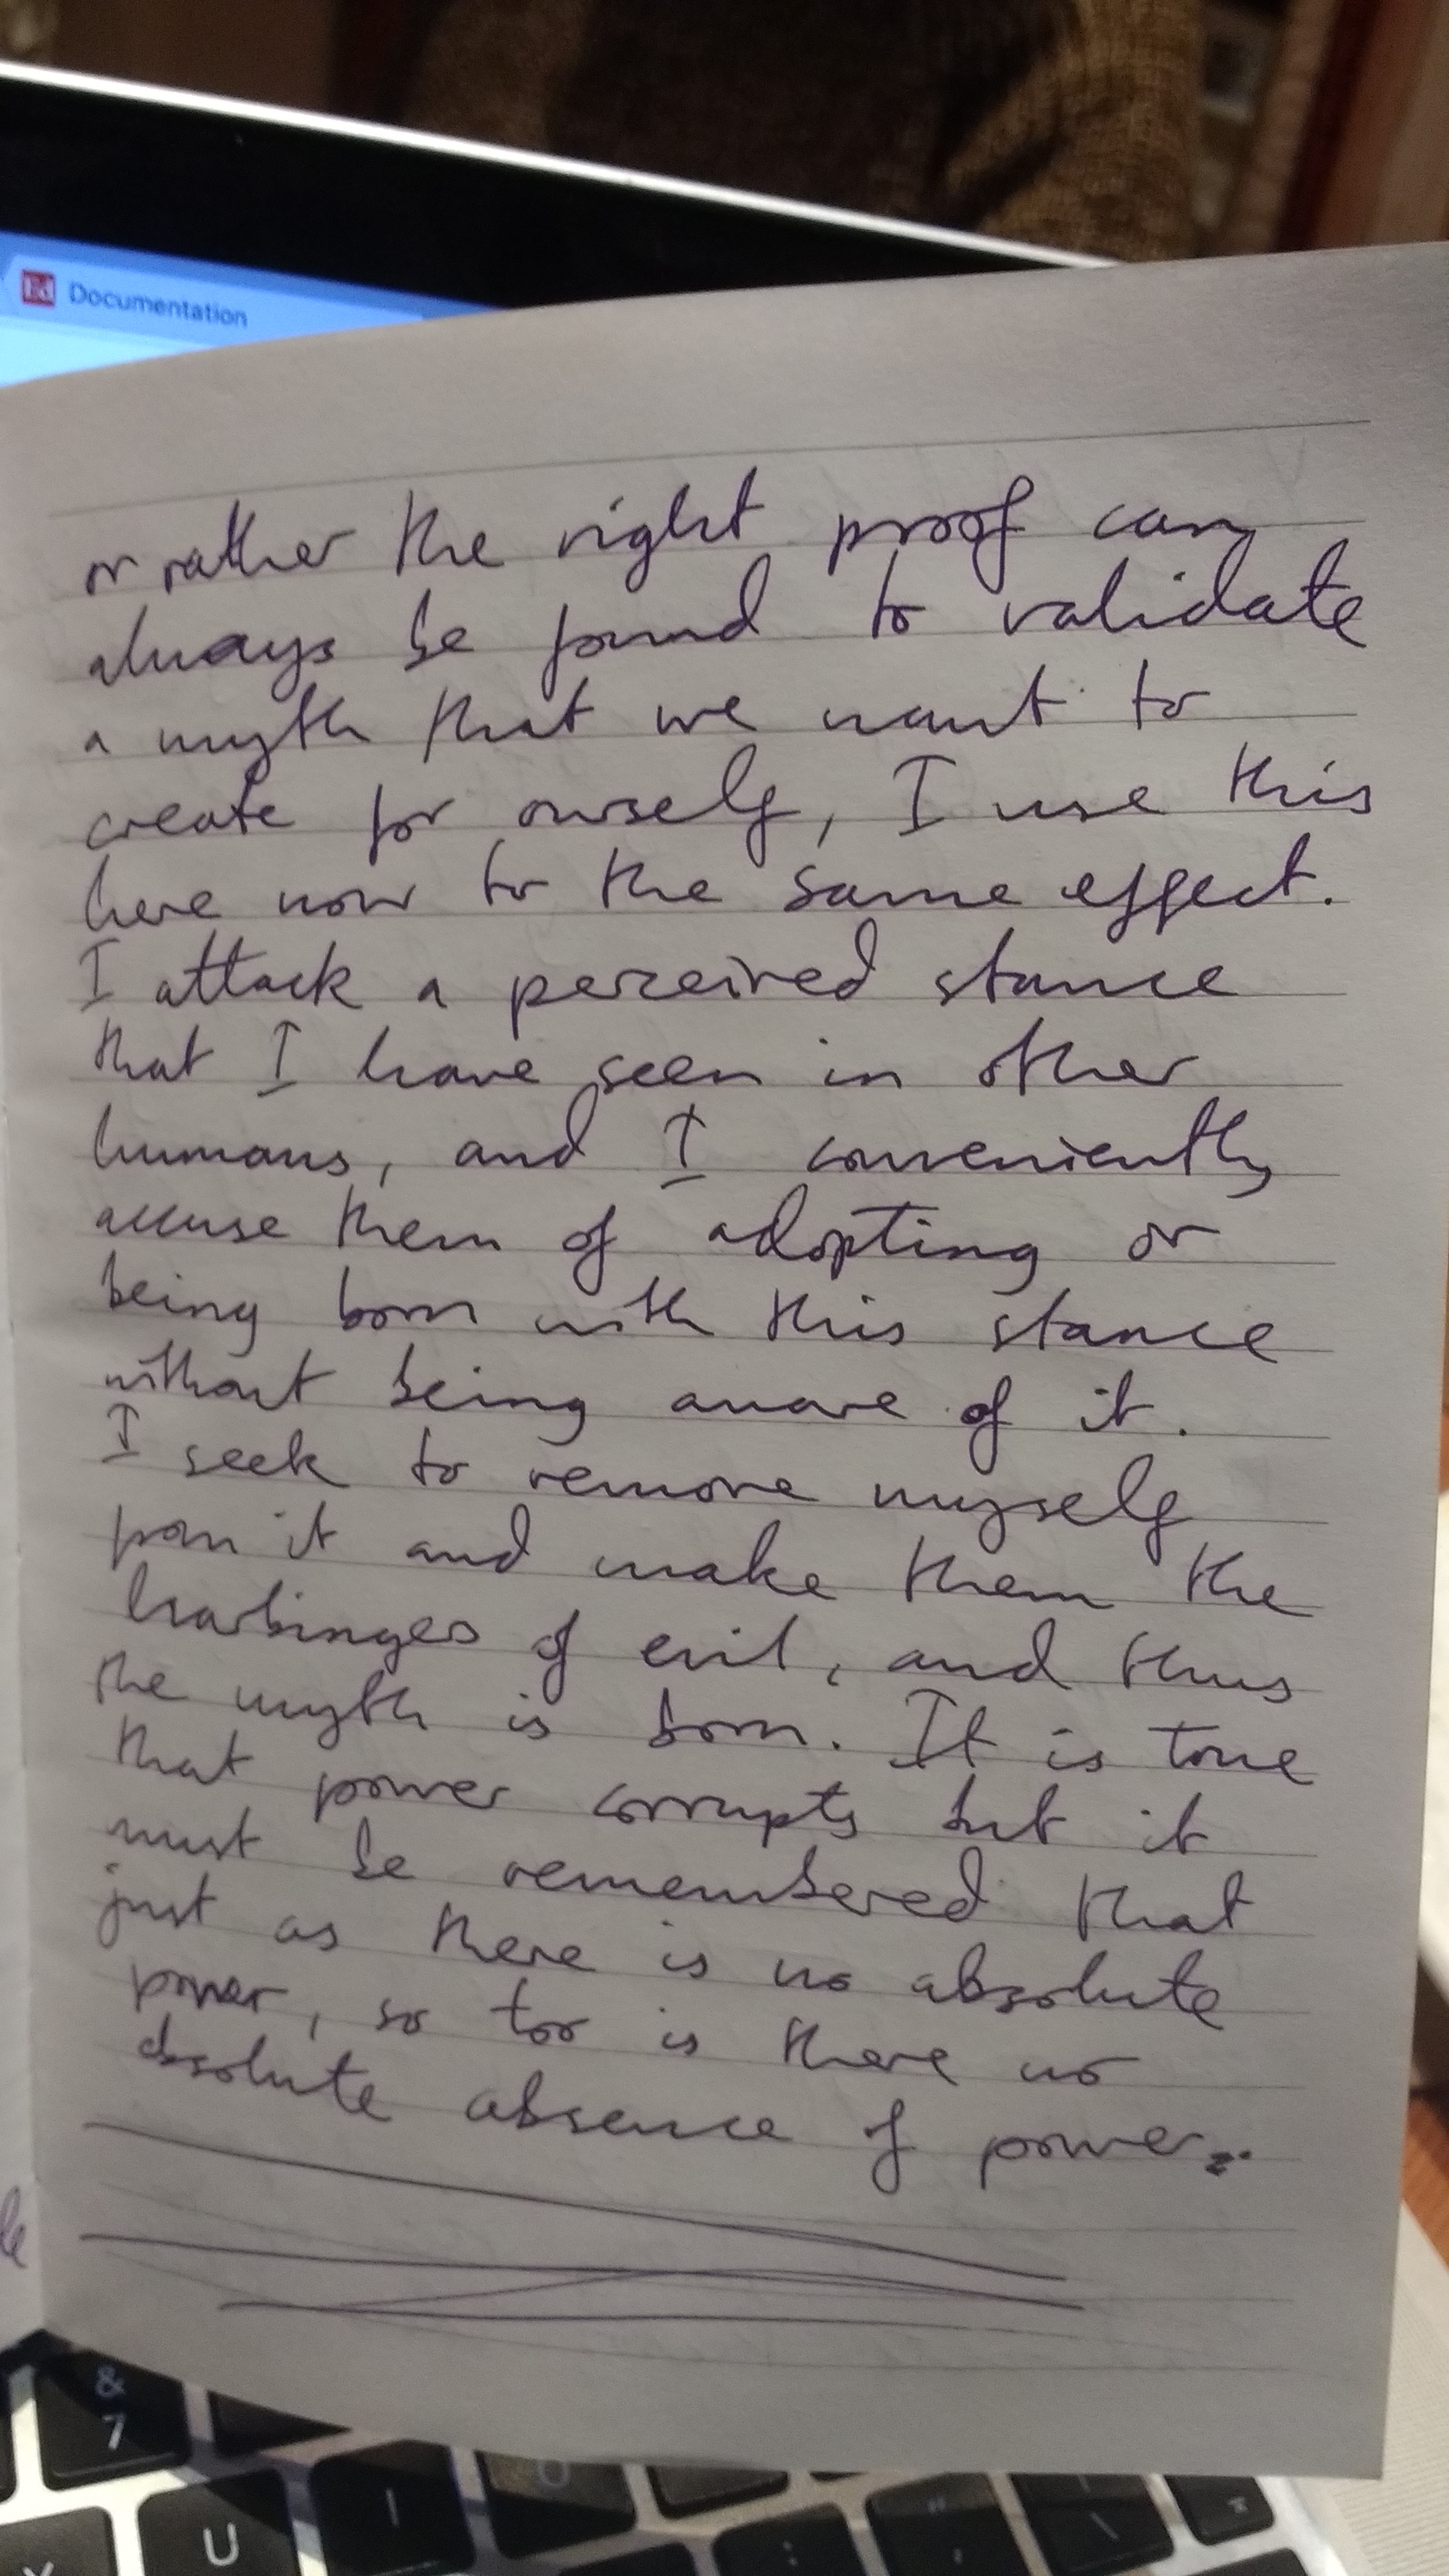 Ed Documentation
or rather the right proof can
always be found to validate
a myth that we want to
create for ourself, I use this
here now to the same effect.
I attack a perceived stance
that I have seen in other
humans, and I conveniently
accuse them of adopting or
being born with this stance
without being aware of it.
I seek to remove myself
from it and make them the
harbinges of evil, and thus
the myth is born. It is true
that power corrupts but it
must be remembered that
just as there is no absolute
power, so too is there no
absolute absence of power.
&
7
U